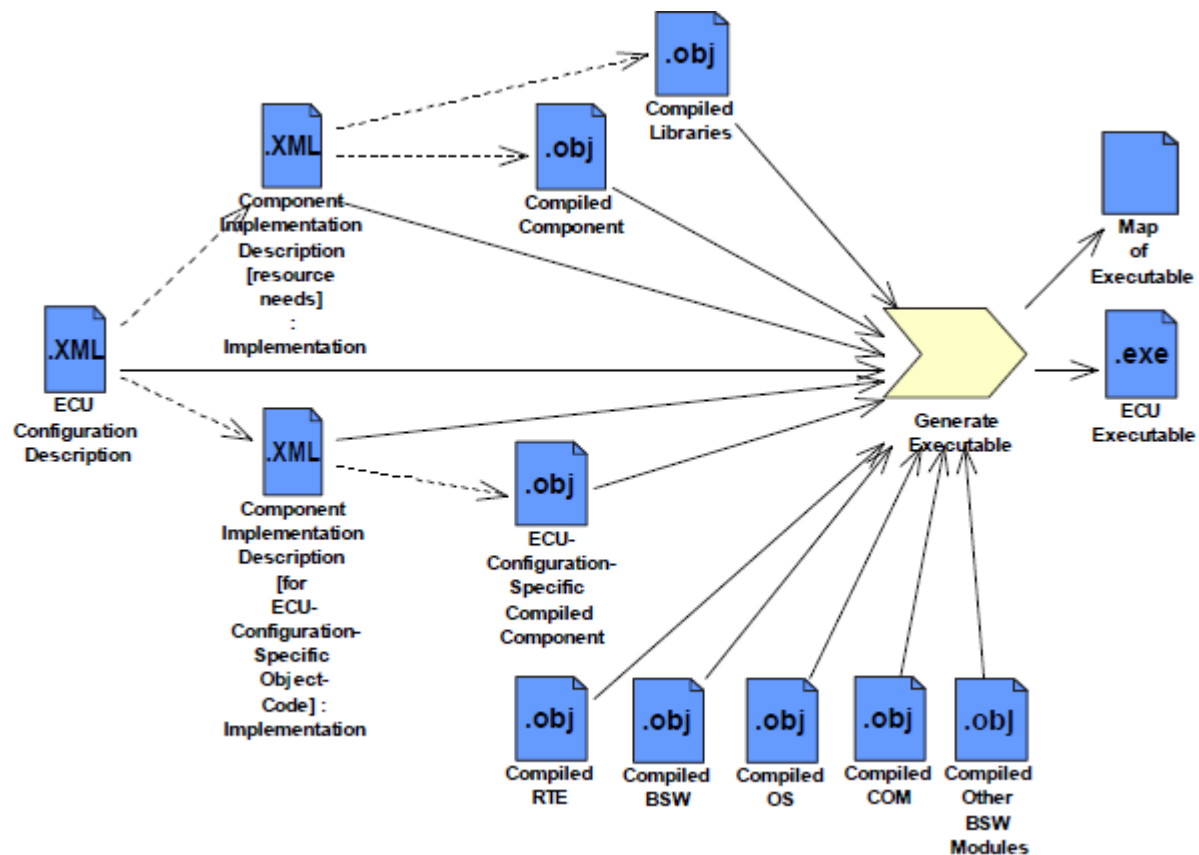 .obj
Compiled
Libraries
.XML
Component
Implementation
Description
[resource
needs]
:
Implementation
.obj
Compiled
Component
Map
of
Executable
.XML
ECU
Configuration
Description
Generate
Executable
.exe
ECU
Executable
.XML
Component
Implementation
Description
[for
ECU-
Configuration-
Specific
Object-
Code] :
Implementation
.obj
ECU-
Configuration-
Specific
Compiled
Component
.obj
Compiled
RTE
.obj
Compiled
BSW
.obj
Compiled
OS
.obj
Compiled
COM
.obj
Compiled
Other
BSW
Modules